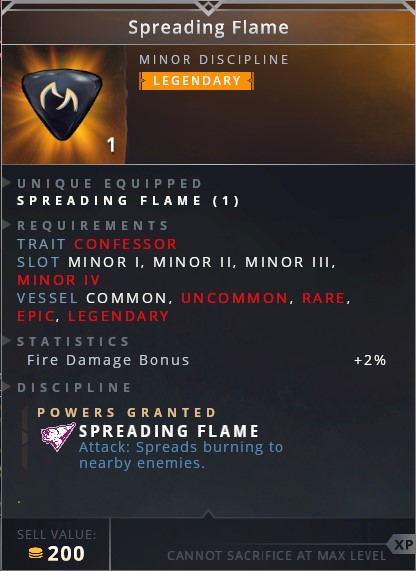 Spreading Flame
MINOR DISCIPLINE
LEGENDARY
1
UNIQUE EQUIPPED
SPREADING FLAME (1)
REQUIREMENTS
TRAIT CONFESSOR
SLOT MINOR I, MINOR II, MINOR III,
MINOR IV
VESSEL COMMON, UNCOMMON, RARE,
EPIC, LEGENDARY
STATISTICS
Fire Damage Bonus +2%
DISCIPLINE
POWERS GRANTED
SPREADING FLAME
Attack: Spreads burning to
nearby enemies.
.
SELL VALUE:
200
XP
CANNOT SACRIFICE AT MAX LEVEL